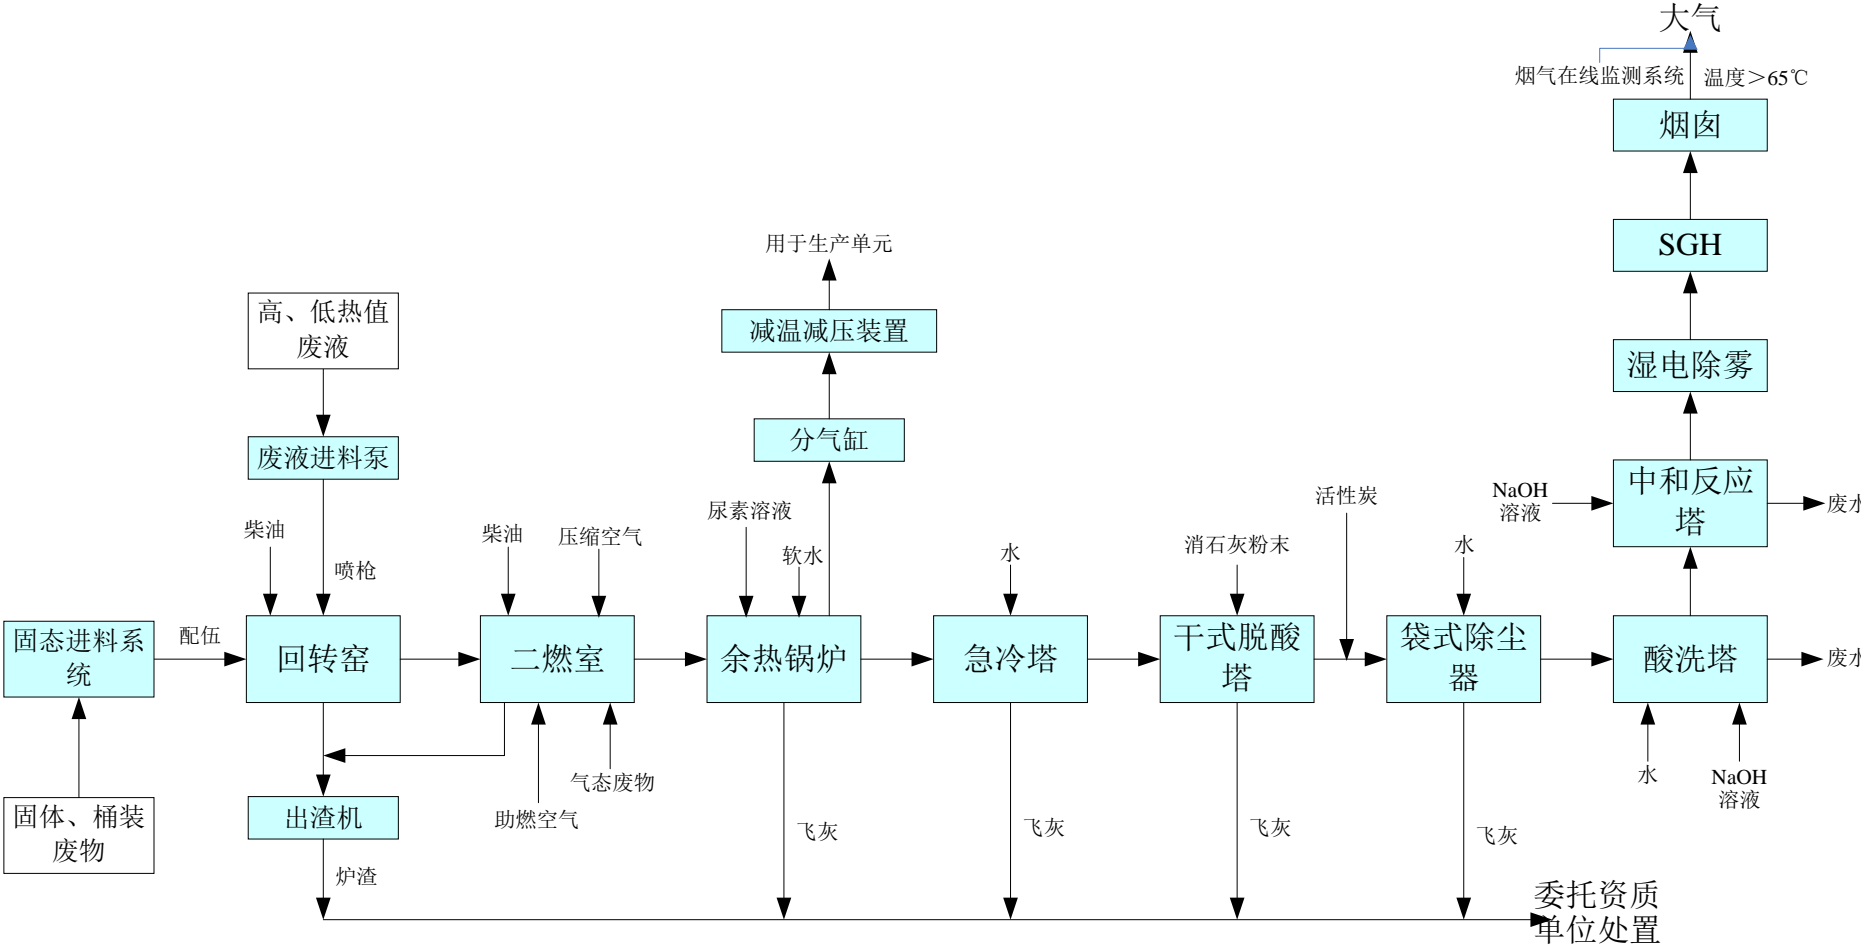 大气
烟气在线监测系统
温度＞65℃
烟囱
SGH
湿电除雾
中和反应
塔
NaOH
溶液
废水
用于生产单元
减温减压装置
分气缸
高、低热值
废液
废液进料泵
柴油
喷枪
柴油
压缩空气
尿素溶液
软水
水
消石灰粉末
活性炭
水
固态进料系
统
配伍
回转窑
二燃室
余热锅炉
急冷塔
干式脱酸
塔
袋式除尘
器
酸洗塔
废水
水
NaOH
溶液
固体、桶装
废物
出渣机
炉渣
助燃空气
气态废物
飞灰
飞灰
飞灰
飞灰
委托资质
单位处置